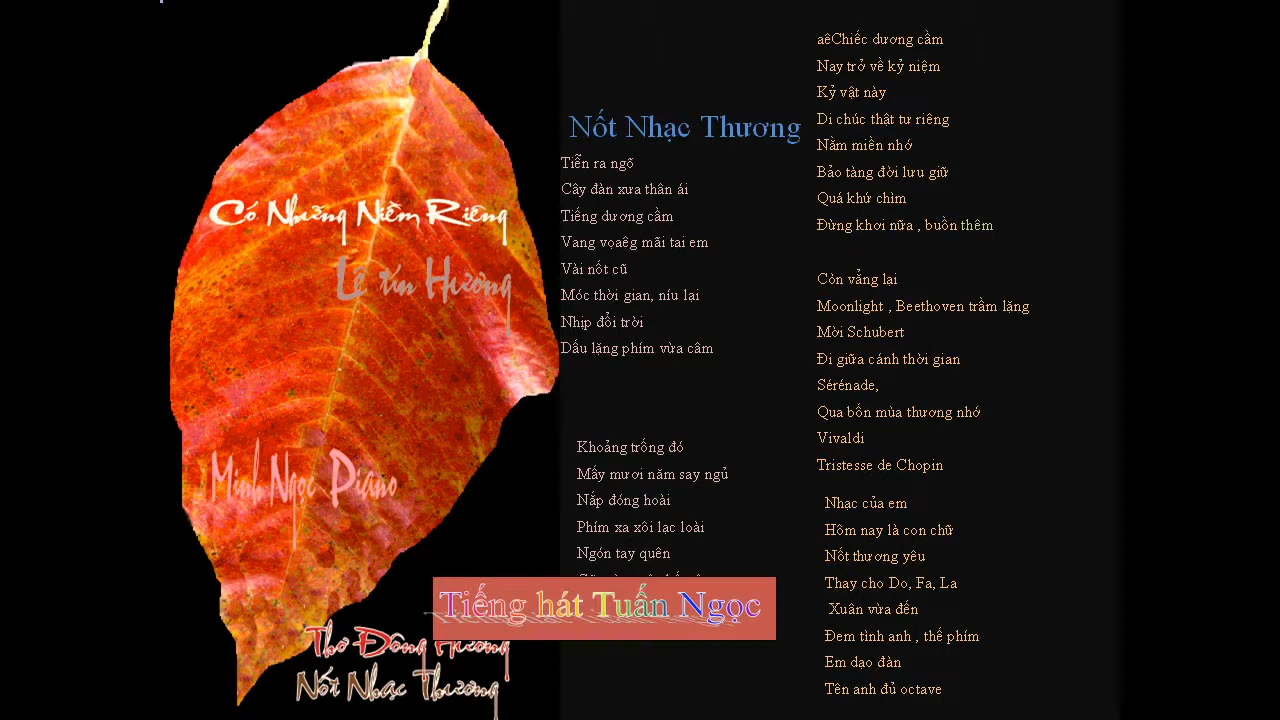 Có Những Niềm Riêng
Lê tín Hương
Minh Ngọc Piano
Thơ Đông Hương
Nốt Nhạc Thương
Nốt Nhạc Thương
Tiễn ra ngõ
Cây đàn xưa thân ái
Tiếng dương cầm
Vang vọaêg mãi tai em
Vài nốt cũ
Móc thời gian, níu lại
Nhịp đổi trời
Dấu lặng phím vừa câm
Khoảng trống đó
Mấy mươi năm say ngủ
Nắp đóng hoài
Phím xa xôi lạc loài
Ngón tay quên
Tiếng hát Tuấn Ngọc
aêChiếc dương cầm
Nay trở về kỷ niệm
Kỷ vật này
Di chúc thật tư riêng
Nằm miền nhớ
Bảo tàng đời lưu giữ
Quá khứ chìm
Đừng khơi nữa , buồn thêm
Còn vẳng lại
Moonlight , Beethoven trầm lặng
Mời Schubert
Đi giữa cánh thời gian
Sérénade,
Qua bốn mùa thương nhớ
Vivaldi
Tristesse de Chopin
Nhạc của em
Hôm nay là con chữ
Nốt thương yêu
Thay cho Do, Fa, La
Xuân vừa đến
Đem tình anh , thế phím
Em dạo đàn
Tên anh đủ octave